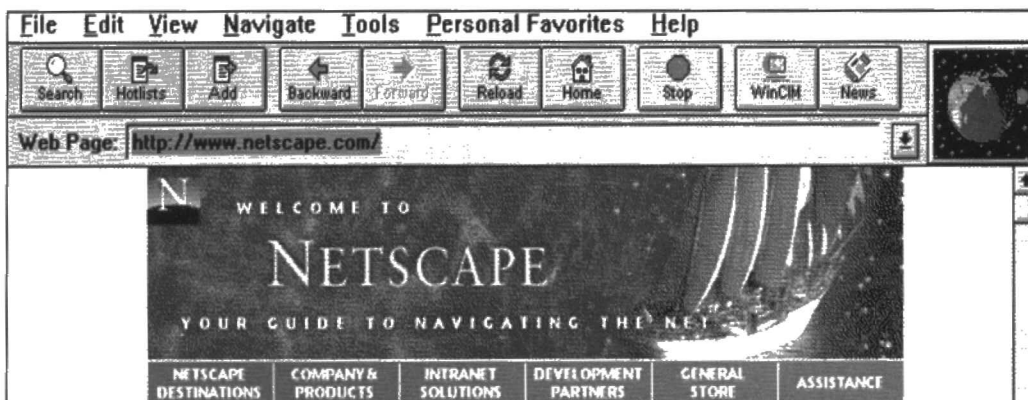 File Edit View Navigate Tools Personal Favorites Help
Search Hotlists Add Backward Forward Reload Home Stop WinCIM News
Web Page: http://www.netscape.com/
N
WELCOME TO
NETSCAPE
YOUR GUIDE TO NAVIGATING THE NET
NETSCAPE DESTINATIONS COMPANY & PRODUCTS INTRANET SOLUTIONS DEVELOPMENT PARTNERS GENERAL STORE ASSISTANCE